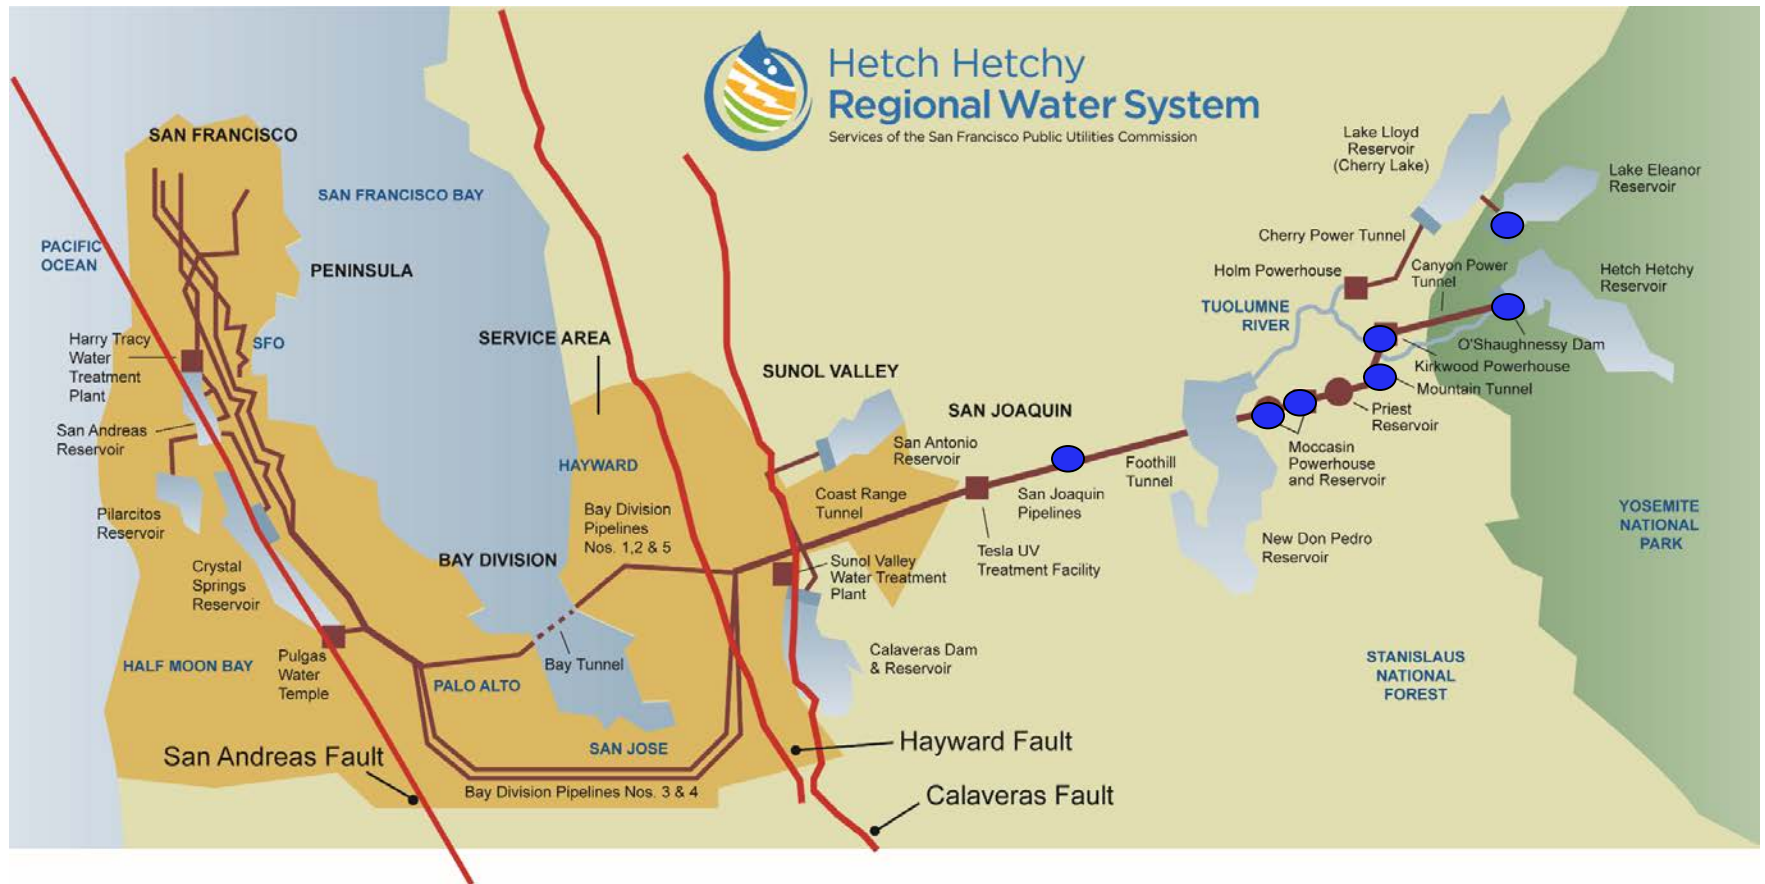 Hetch Hetchy
Regional Water System
Services of the San Francisco Public Utilities Commission
SAN FRANCISCO
SAN FRANCISCO BAY
PACIFIC
OCEAN
PENINSULA
Harry Tracy
Water
Treatment
Plant
SFO
San Andreas
Reservoir
Pilarcitos
Reservoir
Crystal
Springs
Reservoir
HALF MOON BAY
Pulgas
Water
Temple
San Andreas Fault
SERVICE AREA
HAYWARD
Bay Division
Pipelines
Nos. 1,2 & 5
BAY DIVISION
Bay Tunnel
PALO ALTO
SAN JOSE
Bay Division Pipelines Nos. 3 & 4
SUNOL VALLEY
San Antonio
Reservoir
Coast Range
Tunnel
Sunol Valley
Water Treatment
Plant
Calaveras Dam
& Reservoir
Hayward Fault
Calaveras Fault
SAN JOAQUIN
San Joaquin
Pipelines
Tesla UV
Treatment Facility
Foothill
Tunnel
New Don Pedro
Reservoir
Moccasin
Powerhouse
and Reservoir
Priest
Reservoir
Mountain Tunnel
Kirkwood Powerhouse
O'Shaughnessy Dam
Canyon Power
Tunnel
TUOLUMNE
RIVER
Holm Powerhouse
Cherry Power Tunnel
Lake Lloyd
Reservoir
(Cherry Lake)
Lake Eleanor
Reservoir
Hetch Hetchy
Reservoir
YOSEMITE
NATIONAL
PARK
STANISLAUS
NATIONAL
FOREST